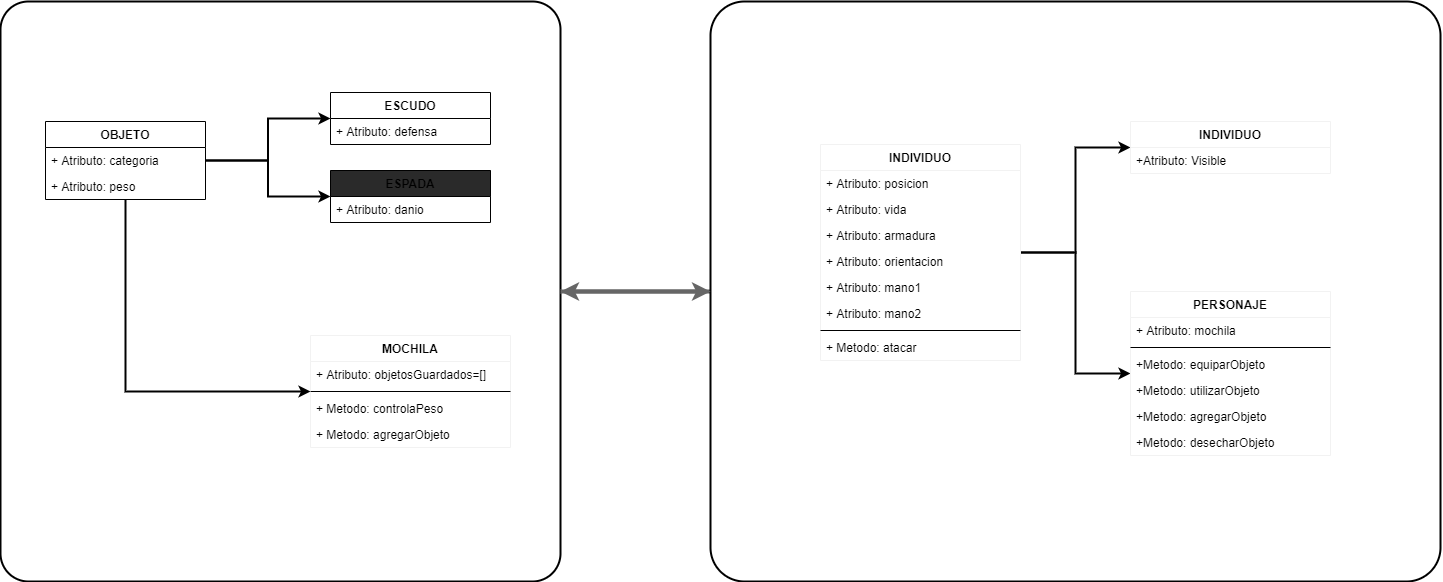 OBJETO
+ Atributo: categoria
+ Atributo: peso
ESCUDO
+ Atributo: defensa
ESPADA
+ Atributo: danio
MOCHILA
+ Atributo: objetosGuardados=[]
+ Metodo: controlaPeso
+ Metodo: agregarObjeto
INDIVIDUO
+ Atributo: posicion
+ Atributo: vida
+ Atributo: armadura
+ Atributo: orientacion
+ Atributo: mano1
+ Atributo: mano2
+ Metodo: atacar
INDIVIDUO
+Atributo: Visible
PERSONAJE
+ Atributo: mochila
+Metodo: equiparObjeto
+Metodo: utilizarObjeto
+Metodo: agregarObjeto
+Metodo: desecharObjeto